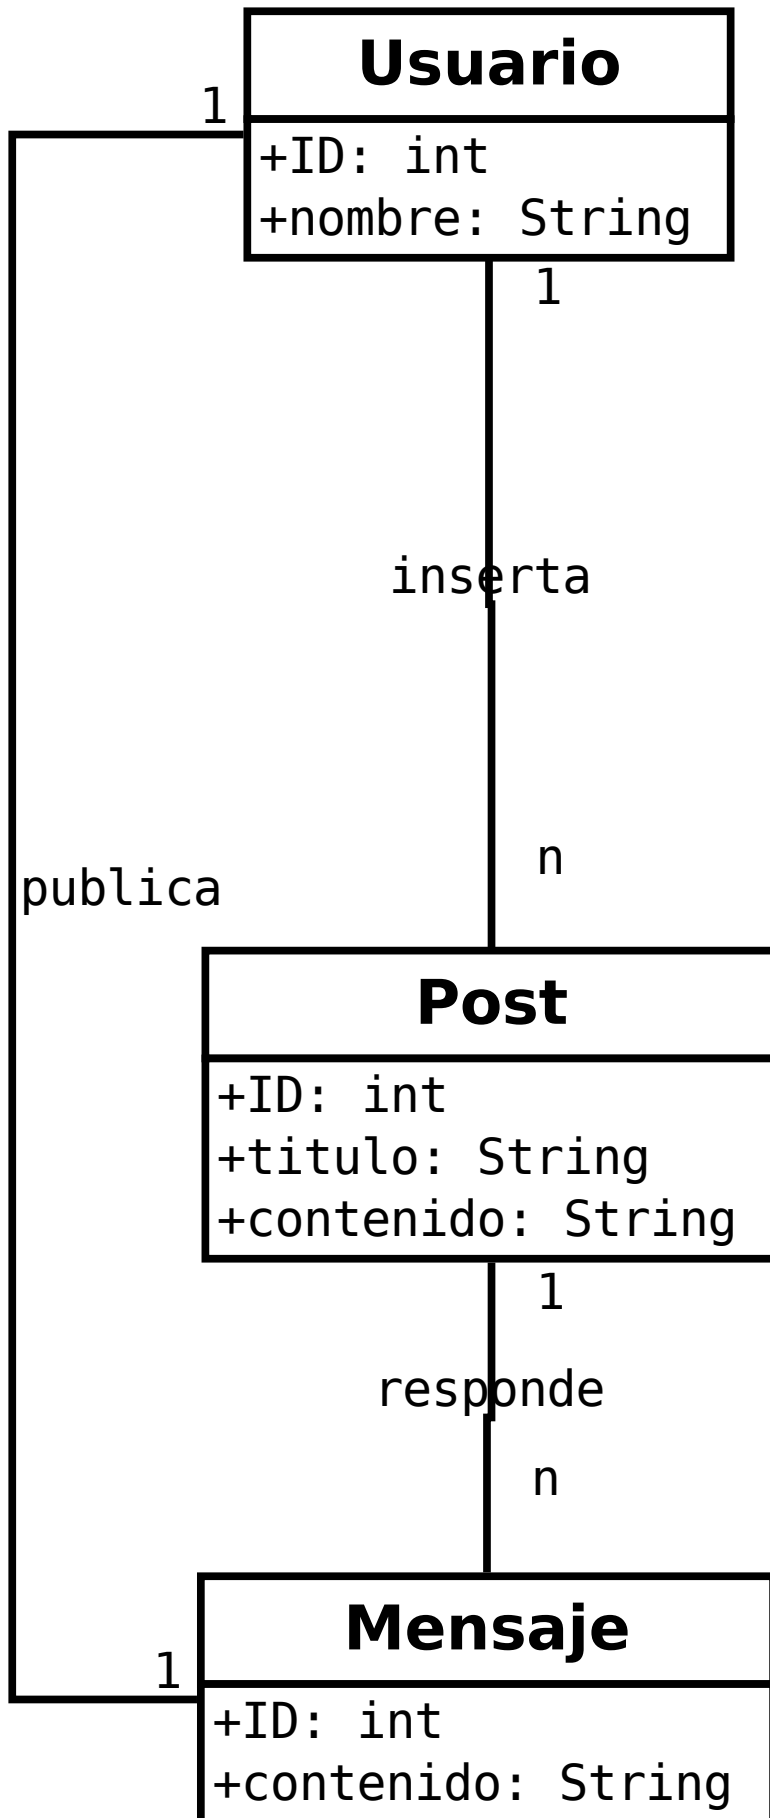 Usuario
1
+ID: int
+nombre: String
1
inserta
n
publica
Post
+ID: int
+titulo: String
+contenido: String
1
responde
n
Mensaje
1
+ID: int
+contenido: String